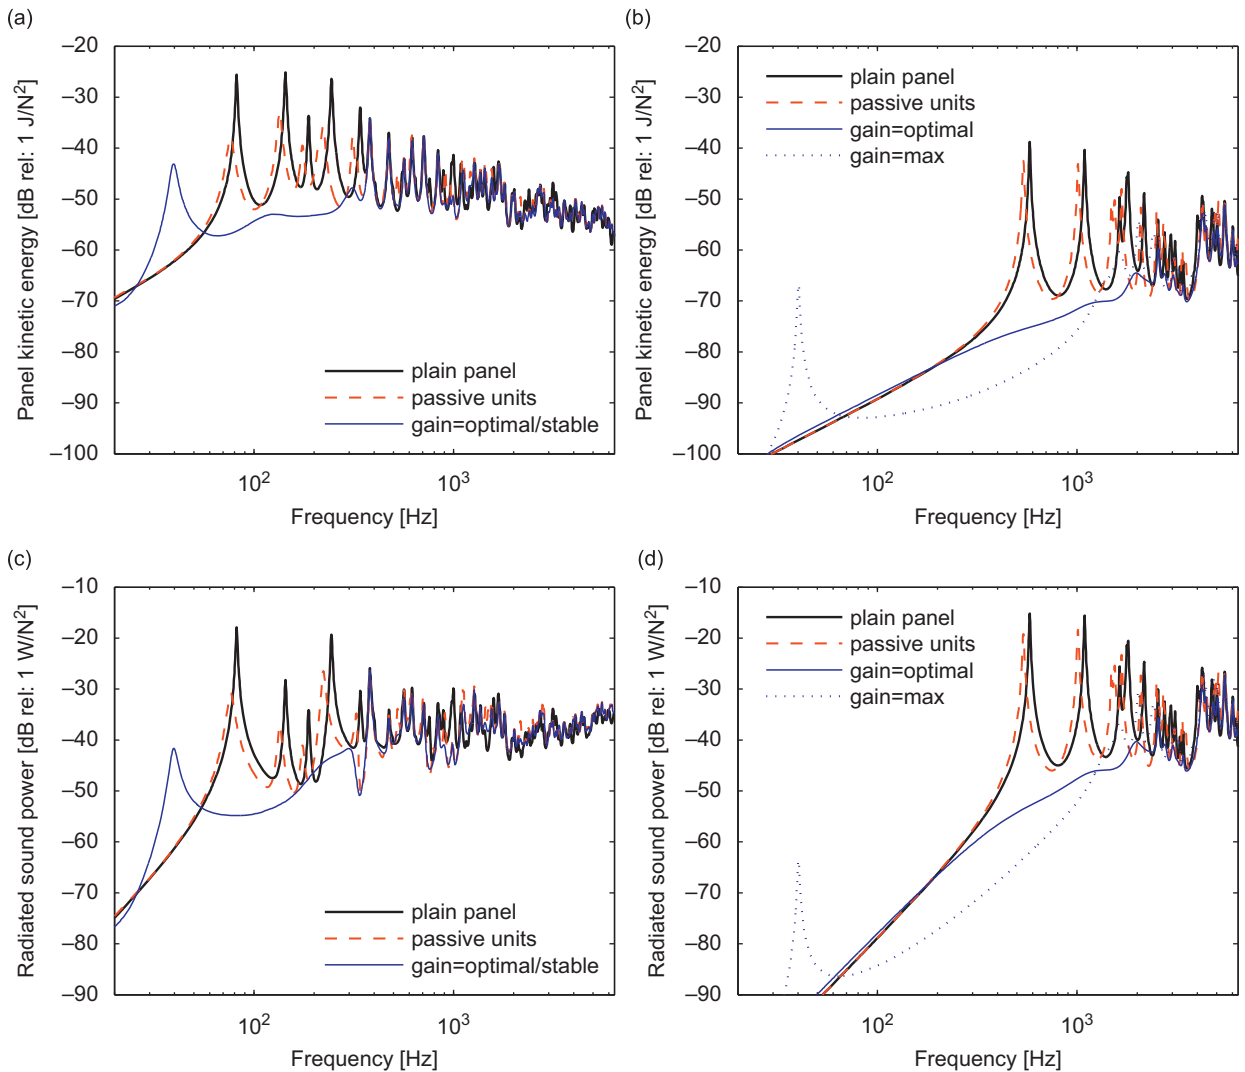 (a)
Panel kinetic energy [dB rel: 1 J/N²]
–20
–30
–40
–50
–60
–70
–80
–90
–100
plain panel
passive units
gain=optimal/stable
10²
10³
Frequency [Hz]
(b)
Panel kinetic energy [dB rel: 1 J/N²]
–20
–30
–40
–50
–60
–70
–80
–90
–100
plain panel
passive units
gain=optimal
gain=max
10²
10³
Frequency [Hz]
(c)
Radiated sound power [dB rel: 1 W/N²]
–10
–20
–30
–40
–50
–60
–70
–80
–90
plain panel
passive units
gain=optimal/stable
10²
10³
Frequency [Hz]
(d)
Radiated sound power [dB rel: 1 W/N²]
–10
–20
–30
–40
–50
–60
–70
–80
–90
plain panel
passive units
gain=optimal
gain=max
10²
10³
Frequency [Hz]